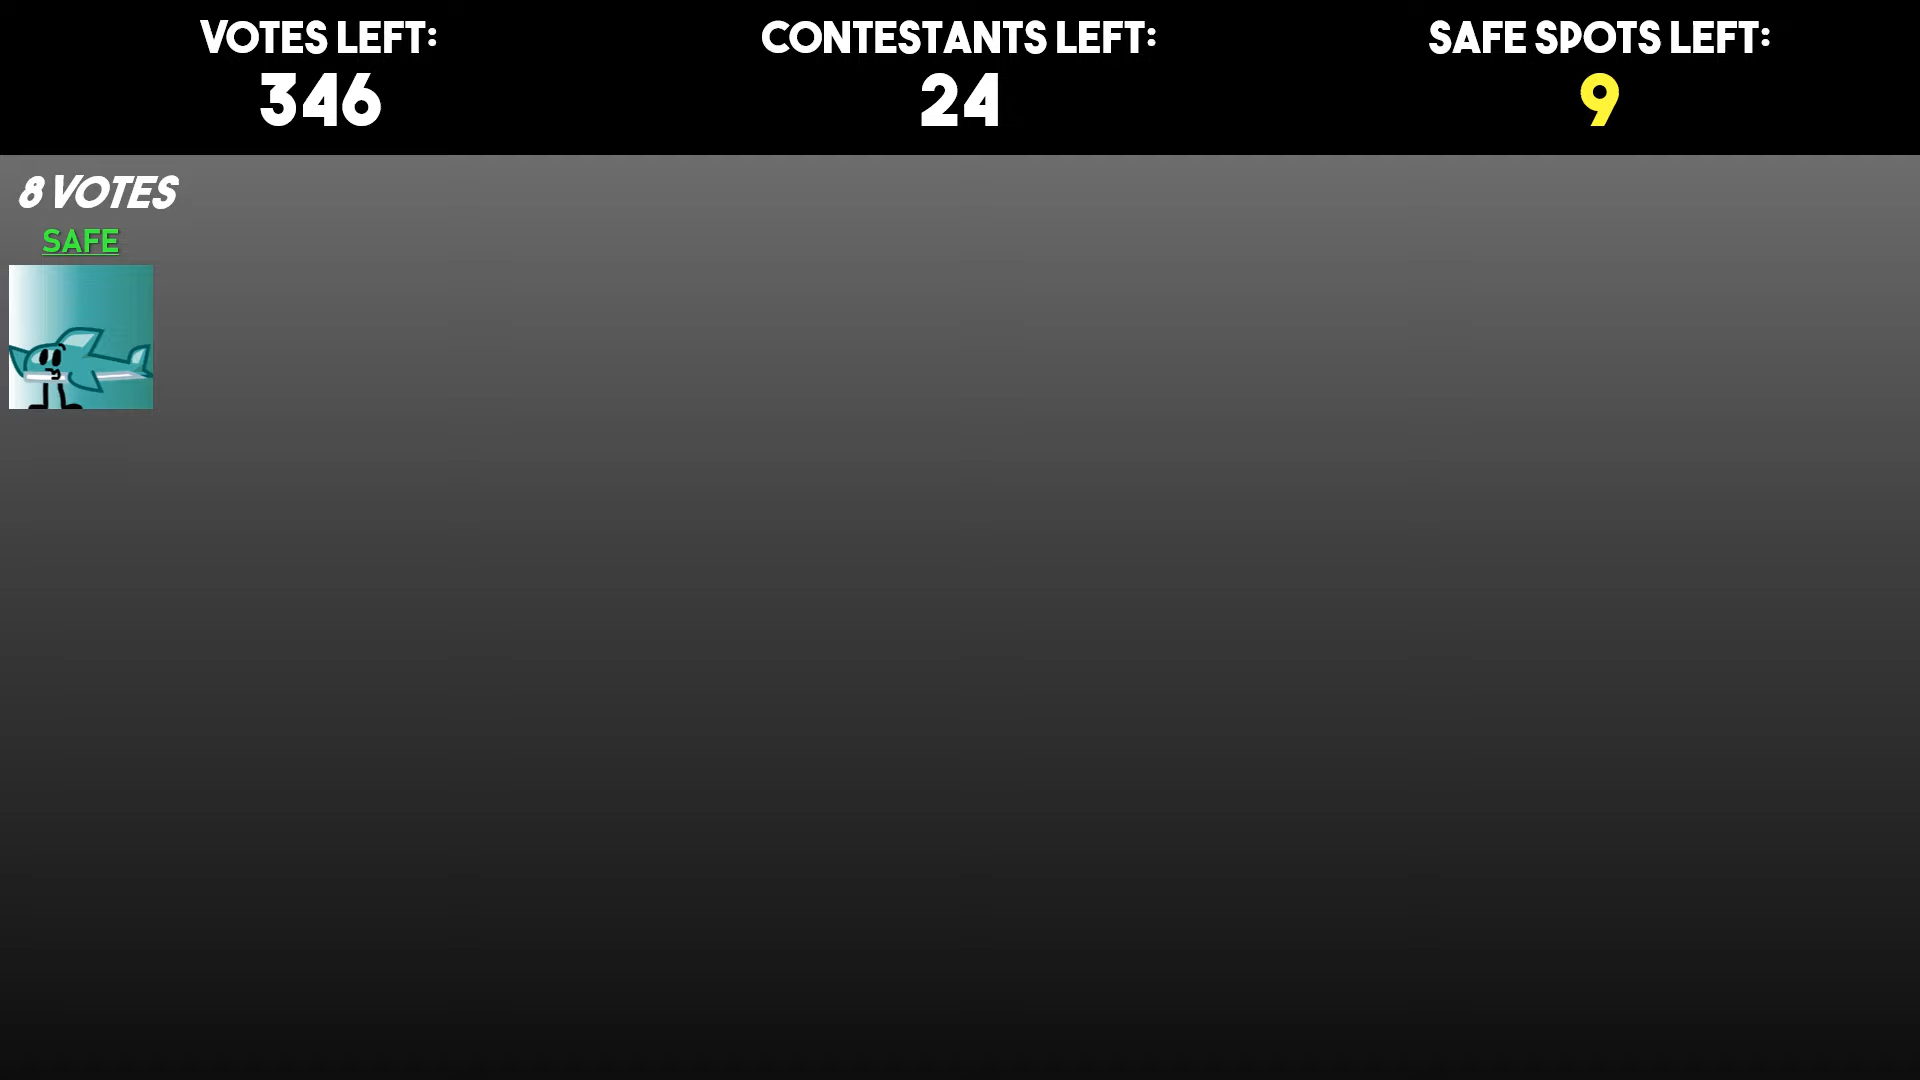 VOTES LEFT:
346
CONTESTANTS LEFT:
24
SAFE SPOTS LEFT:
9
8 VOTES
SAFE